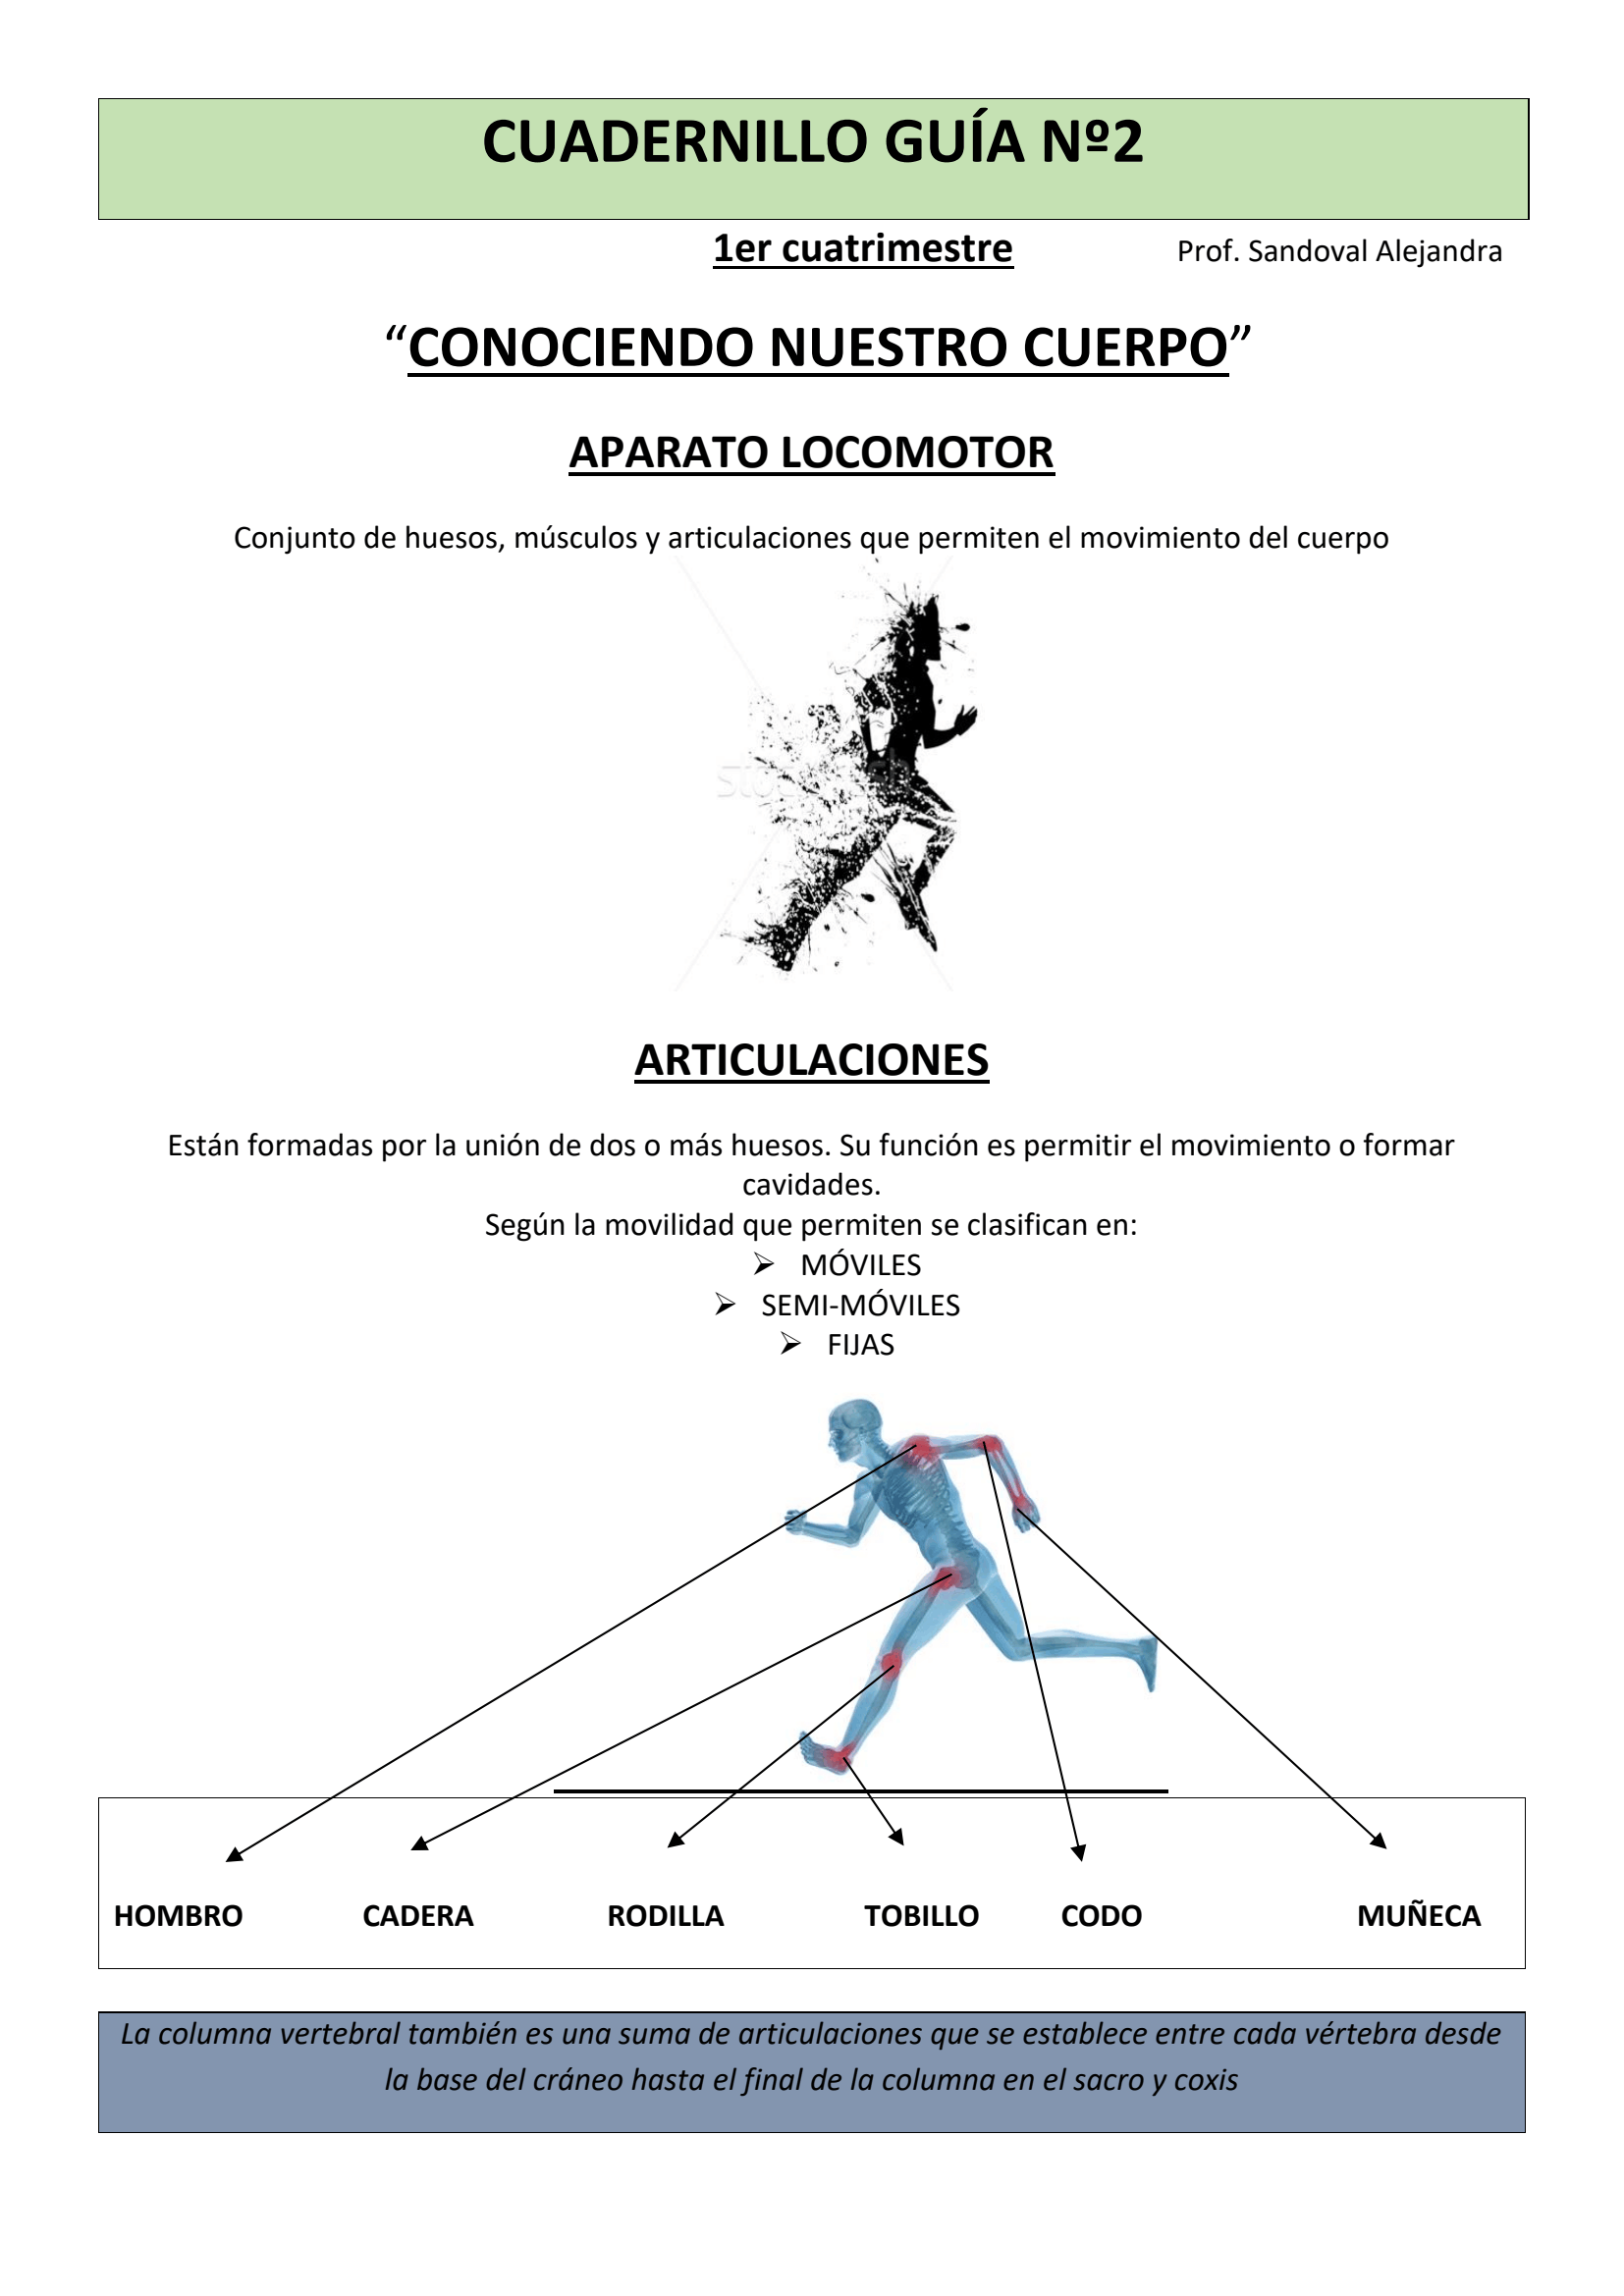 CUADERNILLO GUÍA Nº2
1er cuatrimestre Prof. Sandoval Alejandra
“CONOCIENDO NUESTRO CUERPO”
APARATO LOCOMOTOR
Conjunto de huesos, músculos y articulaciones que permiten el movimiento del cuerpo
ARTICULACIONES
Están formadas por la unión de dos o más huesos. Su función es permitir el movimiento o formar
cavidades.
Según la movilidad que permiten se clasifican en:
➢ MÓVILES
➢ SEMI-MÓVILES
➢ FIJAS
HOMBRO CADERA RODILLA TOBILLO CODO MUÑECA
La columna vertebral también es una suma de articulaciones que se establece entre cada vértebra desde
la base del cráneo hasta el final de la columna en el sacro y coxis